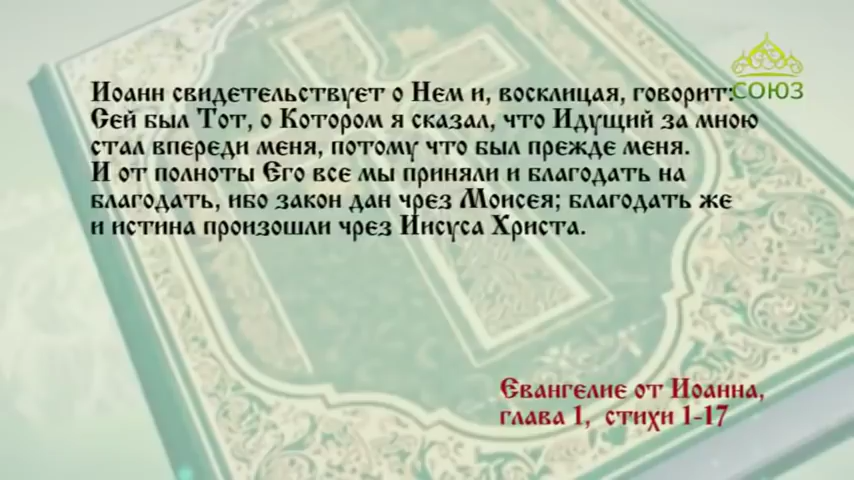 Иоанн свидетельствует о Нем и, восклицая, говорит:
СОЮЗ
Сей был Тот, о Котором я сказал, что Идущий за мною
стал впереди меня, потому что был прежде меня.
И от полноты Его все мы приняли и благодать на
благодать, ибо закон дан чрез Моисея; благодать же
и истина произошли чрез Иисуса Христа.
Евангелие от Иоанна,
глава 1, стихи 1-17